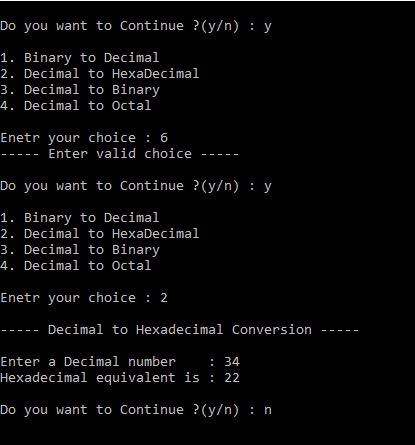 Do you want to Continue ?(y/n) : y
1. Binary to Decimal
2. Decimal to HexaDecimal
3. Decimal to Binary
4. Decimal to Octal
Enetr your choice : 6
----- Enter valid choice -----
Do you want to Continue ?(y/n) : y
1. Binary to Decimal
2. Decimal to HexaDecimal
3. Decimal to Binary
4. Decimal to Octal
Enetr your choice : 2
----- Decimal to Hexadecimal Conversion -----
Enter a Decimal number    : 34
Hexadecimal equivalent is : 22
Do you want to Continue ?(y/n) : n